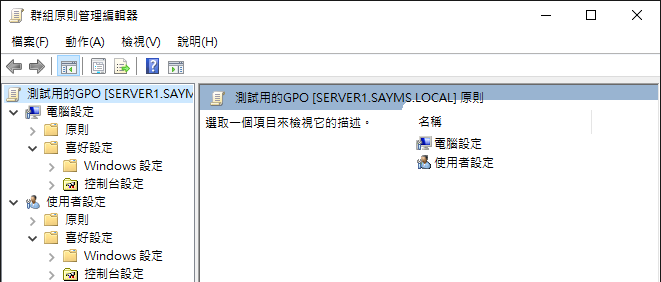 群組原則管理編輯器
檔案(F) 動作(A) 檢視(V) 說明(H)
測試用的GPO [SERVER1.SAYM
電腦設定
原則
喜好設定
Windows 設定
控制台設定
使用者設定
原則
喜好設定
Windows 設定
控制台設定
測試用的GPO [SERVER1.SAYMS.LOCAL] 原則
選取一個項目來檢視它的描述。
名稱
電腦設定
使用者設定